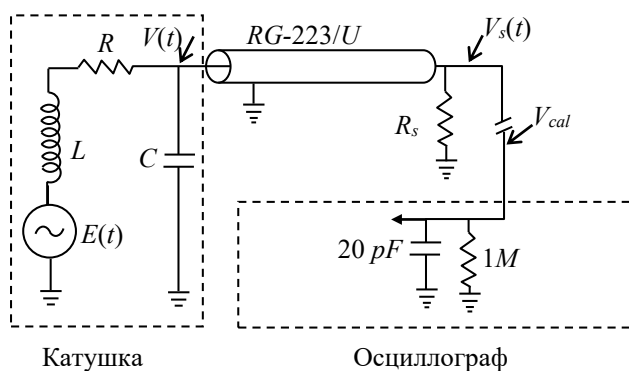 V(t)
RG-223/U
Vs(t)
R
L
C
Rs
Vcal
E(t)
20 pF
1M
Катушка
Осциллограф